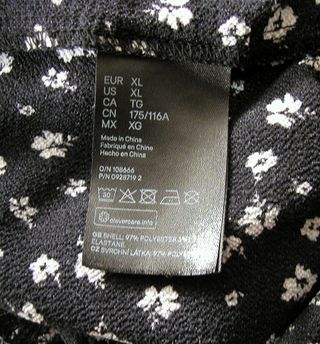 EUR XL
US XL
CA TG
CN 175/116A
MX XG
Made in China
Fabriqué en Chine
Hecho en China
O/N 108666
P/N 0928719 2
30
clevercare.info
GB SHELL: 97% POLYESTER 3%
ELASTANE.
CZ SVRCHNÍ LÁTKA: 97% POLYESTER